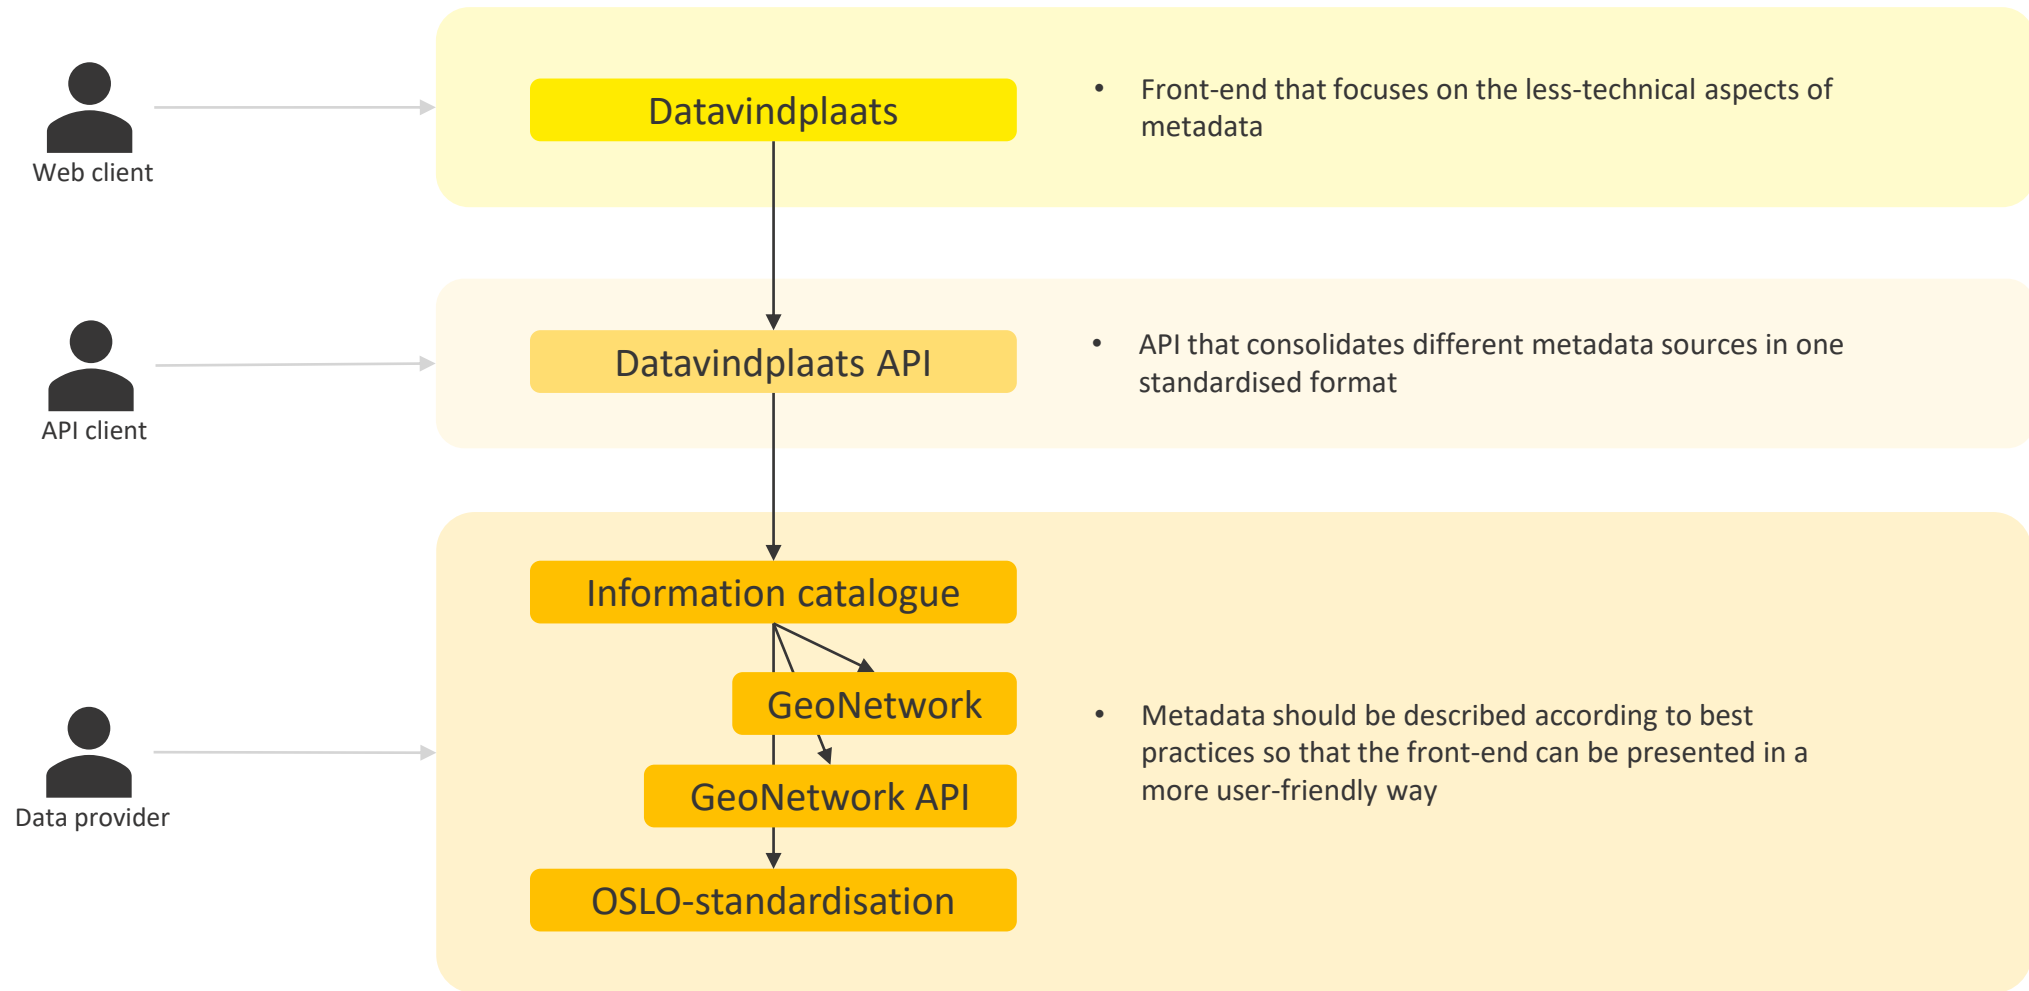 Datavindplaats
• Front-end that focuses on the less-technical aspects of
metadata
Web client
Datavindplaats API
• API that consolidates different metadata sources in one
standardised format
API client
Information catalogue
GeoNetwork
GeoNetwork API
OSLO-standardisation
• Metadata should be described according to best
practices so that the front-end can be presented in a
more user-friendly way
Data provider